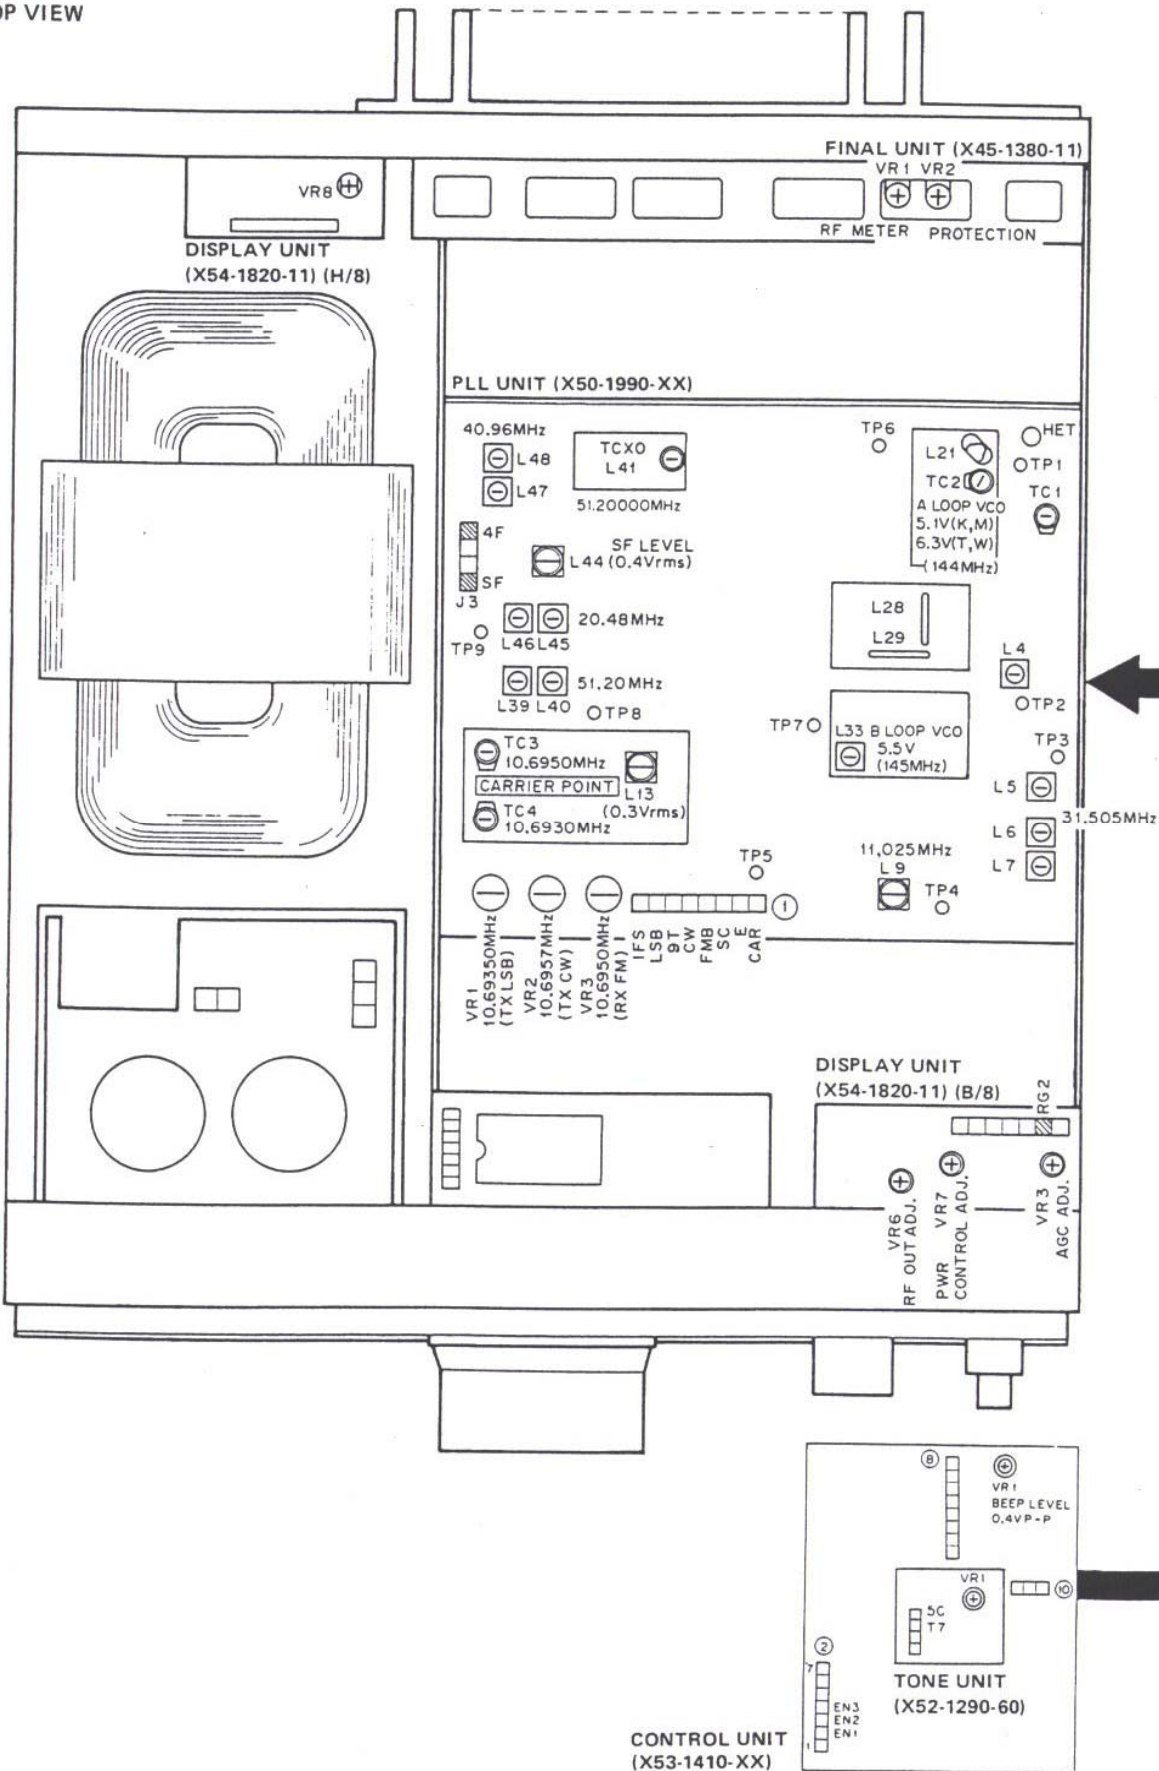 OP VIEW
FINAL UNIT (X45-1380-11)
VR1 VR2
RF METER PROTECTION
VR8
DISPLAY UNIT
(X54-1820-11) (H/8)
PLL UNIT (X50-1990-XX)
40.96MHz
L48
L47
TCXO
L41
51.20000MHz
TP6
L21
TC2
A LOOP VCO
5.1V(K,M)
6.3V(T,W)
(144MHz)
HET
TP1
TC1
4F
SF
J3
SF LEVEL
L44 (0.4Vrms)
TP9
L46 L45
20.48MHz
L39 L40
51.20MHz
TP8
L28
L29
L4
TP2
TP7
L33 B LOOP VCO
5.5V
(145MHz)
TP3
L5
L6
31.505MHz
L7
TC3
10.6950MHz
CARRIER POINT
TC4
10.6930MHz
L13
(0.3Vrms)
TP5
11,025MHz
L9
TP4
1
VR1
10.69350MHz
(TX LSB)
VR2
10.6957MHz
(TX CW)
VR3
10.6950MHz
(RX FM)
IFS
LSB
9T
CW
FMB
SC
E
CAR
DISPLAY UNIT
(X54-1820-11) (B/8)
RG2
VR6
RF OUT ADJ.
PWR VR7
CONTROL ADJ.
VR3
AGC ADJ.
8
VR1
BEEP LEVEL
0.4VP-P
VR1
10
5C
T7
2
7
EN3
EN2
EN1
1
TONE UNIT
(X52-1290-60)
CONTROL UNIT
(X53-1410-XX)